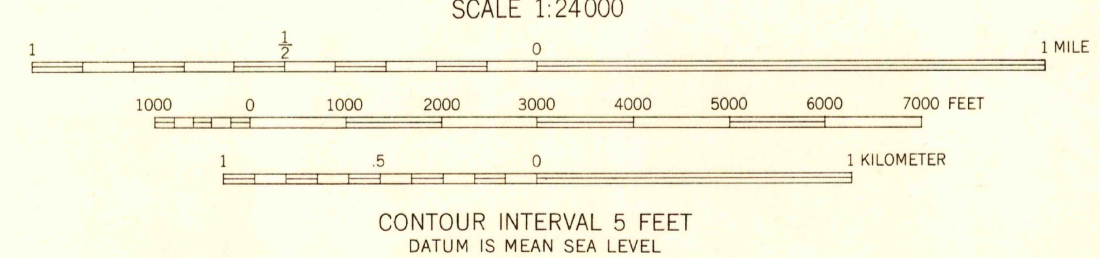 SCALE 1:24000
1 1/2 0 1 MILE
1000 0 1000 2000 3000 4000 5000 6000 7000 FEET
1 .5 0 1 KILOMETER
CONTOUR INTERVAL 5 FEET
DATUM IS MEAN SEA LEVEL